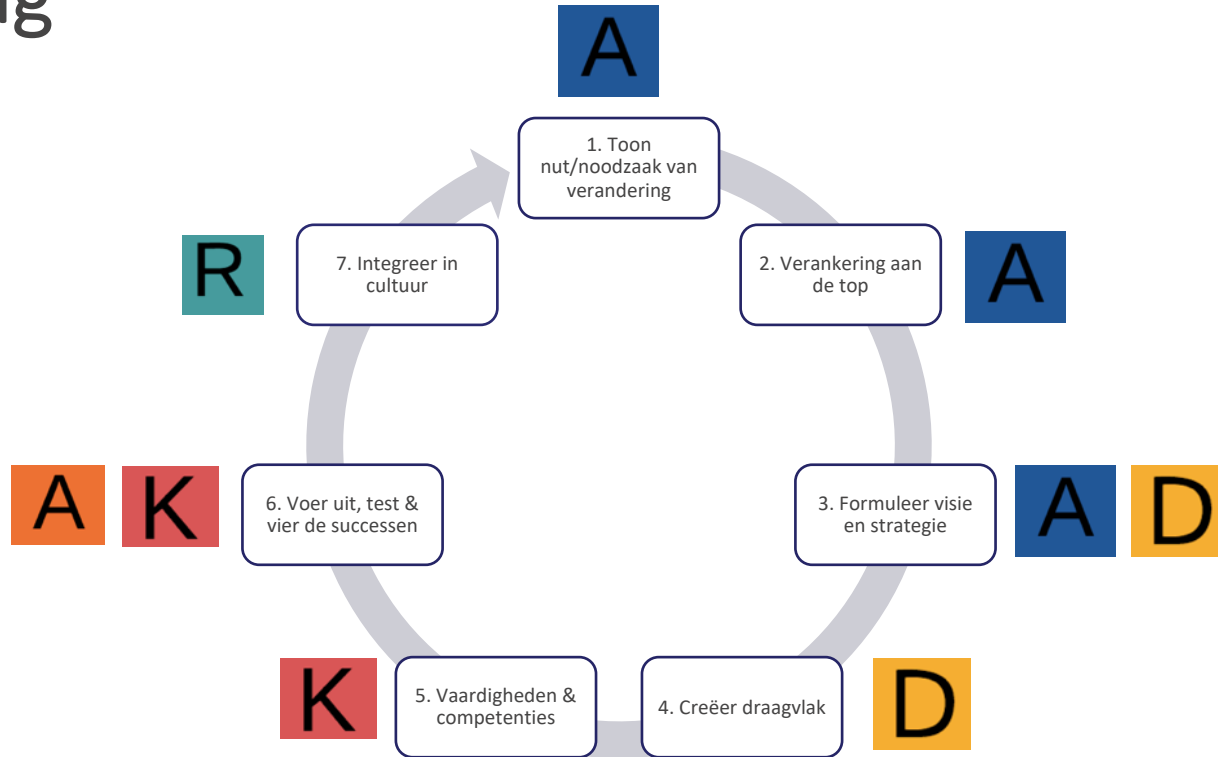 A
1. Toon
nut/noodzaak van
verandering
2. Verankering aan
de top
A
3. Formuleer visie
en strategie
A D
4. Creëer draagvlak
D
5. Vaardigheden &
competenties
K
6. Voer uit, test &
vier de successen
A K
7. Integreer in
cultuur
R